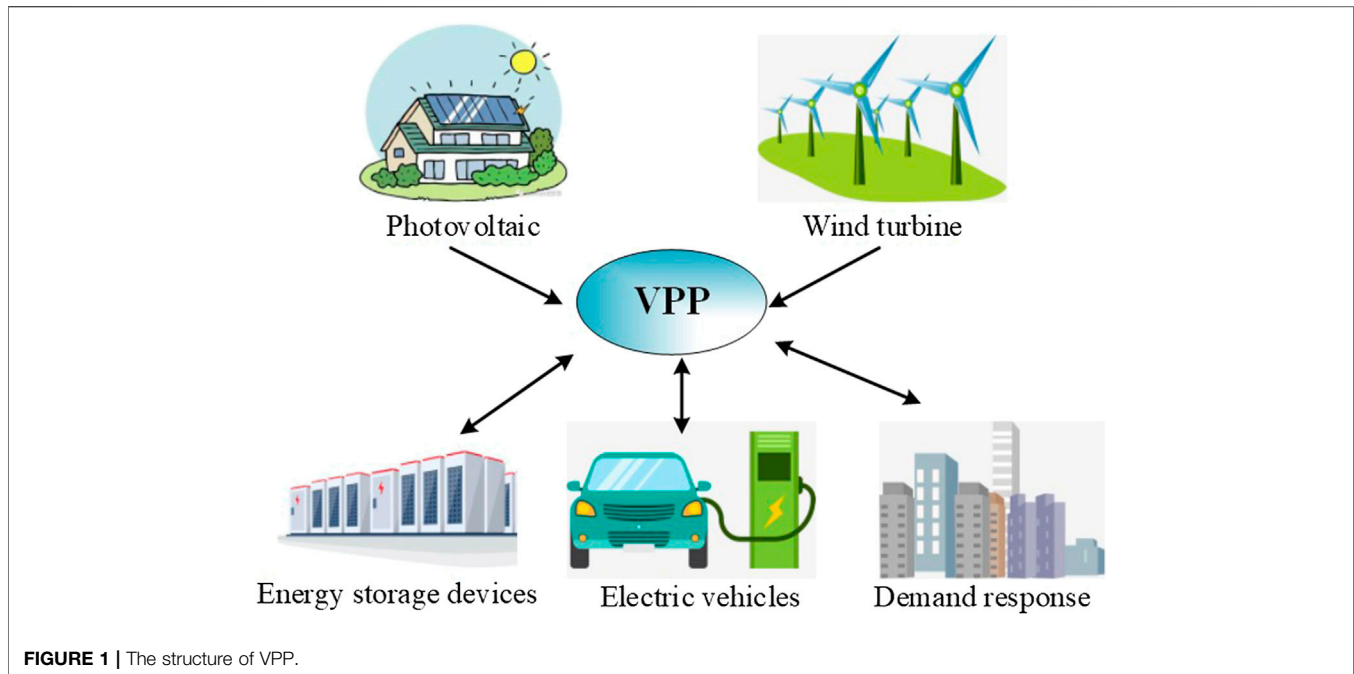 Photovoltaic
Wind turbine
VPP
Energy storage devices
Electric vehicles
Demand response
FIGURE 1 | The structure of VPP.